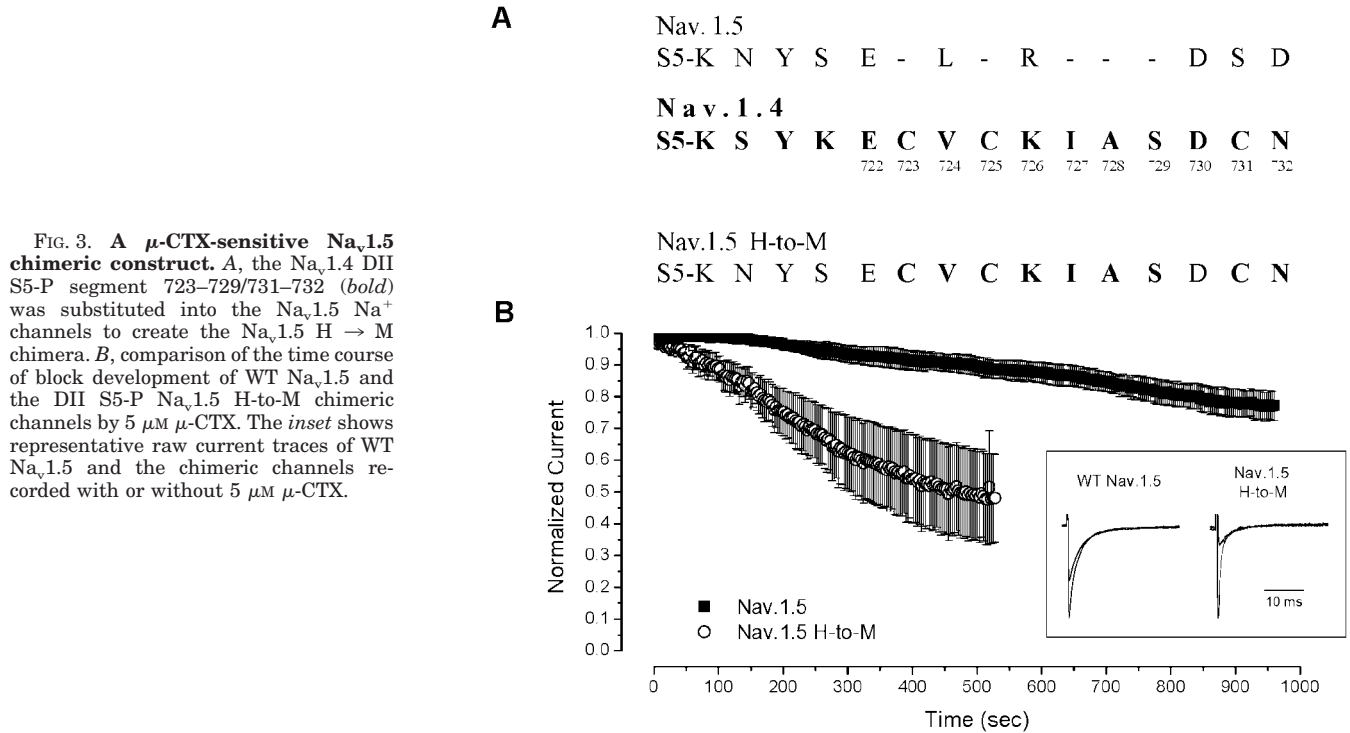 FIG. 3. A μ-CTX-sensitive Nav1.5
chimeric construct. A, the Nav1.4 DII
S5-P segment 723–729/731–732 (bold)
was substituted into the Nav1.5 Na+
channels to create the Nav1.5 H → M
chimera. B, comparison of the time course
of block development of WT Nav1.5 and
the DII S5-P Nav1.5 H-to-M chimeric
channels by 5 μM μ-CTX. The inset shows
representative raw current traces of WT
Nav1.5 and the chimeric channels re-
corded with or without 5 μM μ-CTX.
A
Nav. 1.5
S5-K N Y S E - L - R - - - D S D
Nav.1.4
S5-K S Y K E C V C K I A S D C N
722 723 724 725 726 727 728 729 730 731 732
Nav.1.5 H-to-M
S5-K N Y S E C V C K I A S D C N
B
Normalized Current
1.0
0.9
0.8
0.7
0.6
0.5
0.4
0.3
0.2
0.1
0.0
Nav.1.5
Nav.1.5 H-to-M
WT Nav.1.5
Nav.1.5
H-to-M
10 ms
0 100 200 300 400 500 600 700 800 900 1000
Time (sec)